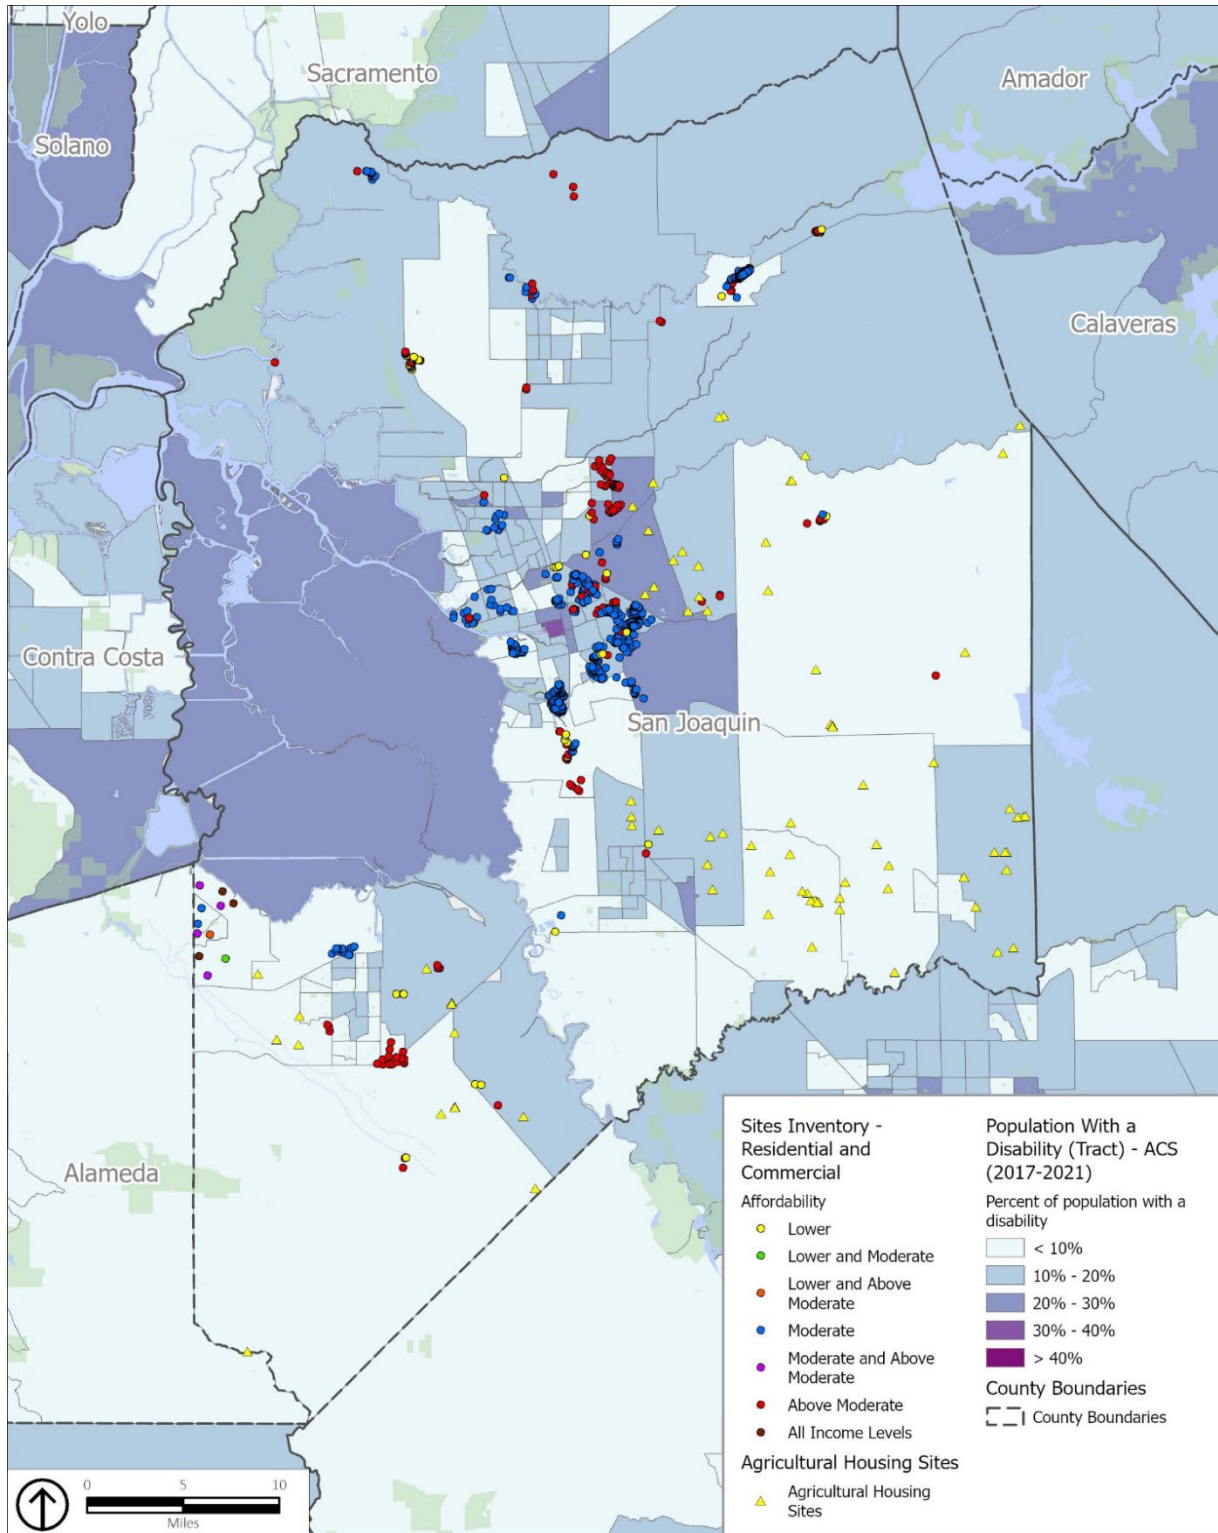 Yolo
Sacramento
Amador
Solano
Calaveras
Contra Costa
San Joaquin
Alameda
Sites Inventory -
Residential and
Commercial
Affordability
Lower
Lower and Moderate
Lower and Above
Moderate
Moderate
Moderate and Above
Moderate
Above Moderate
All Income Levels
Agricultural Housing Sites
Agricultural Housing
Sites
Population With a
Disability (Tract) - ACS
(2017-2021)
Percent of population with a
disability
< 10%
10% - 20%
20% - 30%
30% - 40%
> 40%
County Boundaries
County Boundaries
0 5 10
Miles